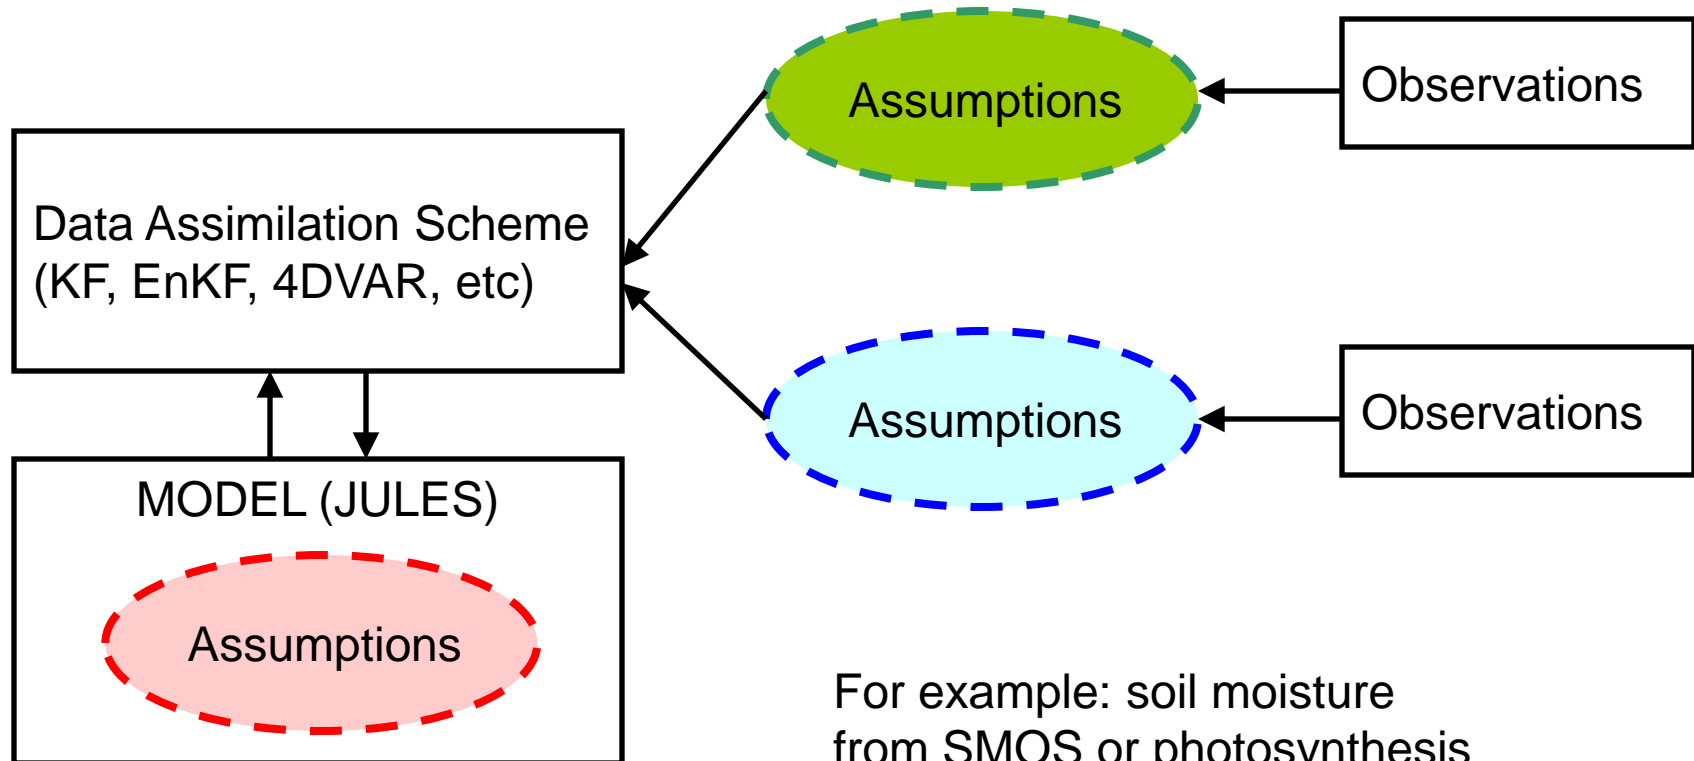 Assumptions
Observations
Data Assimilation Scheme
(KF, EnKF, 4DVAR, etc)
Assumptions
Observations
MODEL (JULES)
Assumptions
For example: soil moisture
from SMOS or photosynthesis